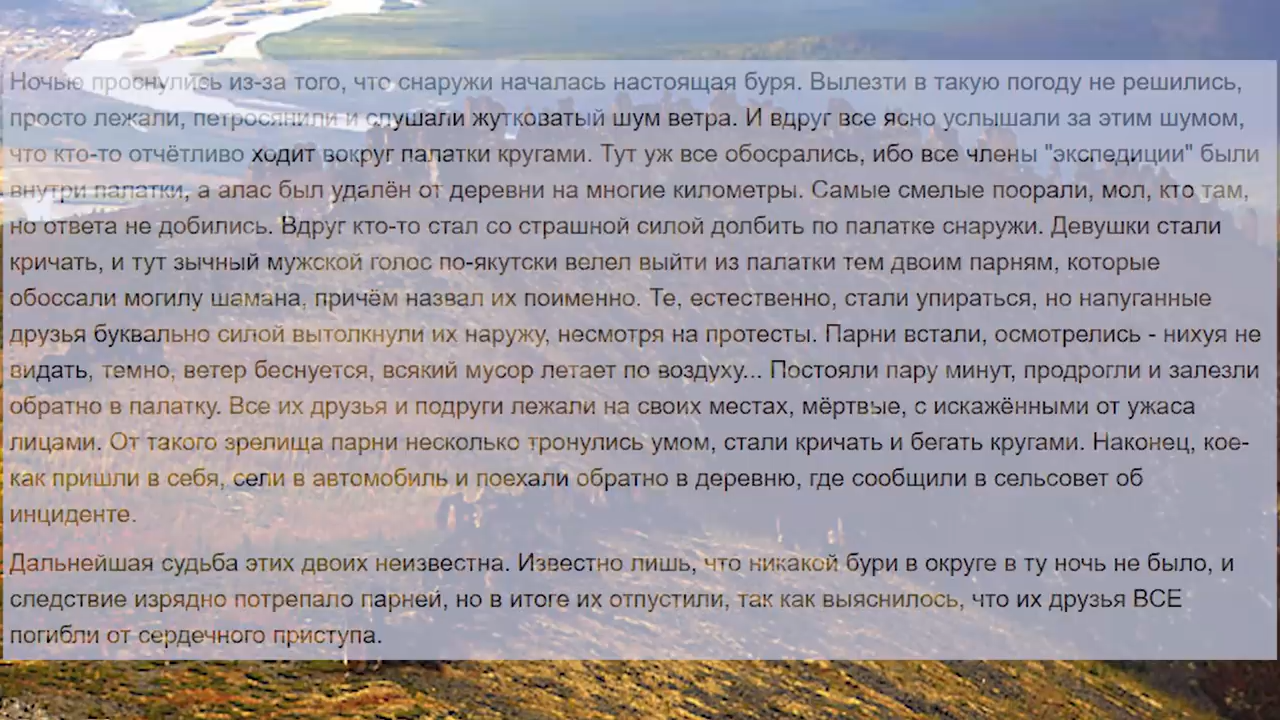 Ночью проснулись из-за того, что снаружи началась настоящая буря. Вылезти в такую погоду не решились,
просто лежали, петросянили и слушали жутковатый шум ветра. И вдруг все ясно услышали за этим шумом,
что кто-то отчётливо ходит вокруг палатки кругами. Тут уж все обосрались, ибо все члены "экспедиции" были
внутри палатки, а алас был удалён от деревни на многие километры. Самые смелые поорали, мол, кто там,
но ответа не добились. Вдруг кто-то стал со страшной силой долбить по палатке снаружи. Девушки стали
кричать, и тут зычный мужской голос по-якутски велел выйти из палатки тем двоим парням, которые
обоссали могилу шамана, причём назвал их поименно. Те, естественно, стали упираться, но напуганные
друзья буквально силой вытолкнули их наружу, несмотря на протесты. Парни встали, осмотрелись - нихуя не
видать, темно, ветер беснуется, всякий мусор летает по воздуху... Постояли пару минут, продрогли и залезли
обратно в палатку. Все их друзья и подруги лежали на своих местах, мёртвые, с искажёнными от ужаса
лицами. От такого зрелища парни несколько тронулись умом, стали кричать и бегать кругами. Наконец, кое-
как пришли в себя, сели в автомобиль и поехали обратно в деревню, где сообщили в сельсовет об
инциденте.
Дальнейшая судьба этих двоих неизвестна. Известно лишь, что никакой бури в округе в ту ночь не было, и
следствие изрядно потрепало парней, но в итоге их отпустили, так как выяснилось, что их друзья ВСЕ
погибли от сердечного приступа.